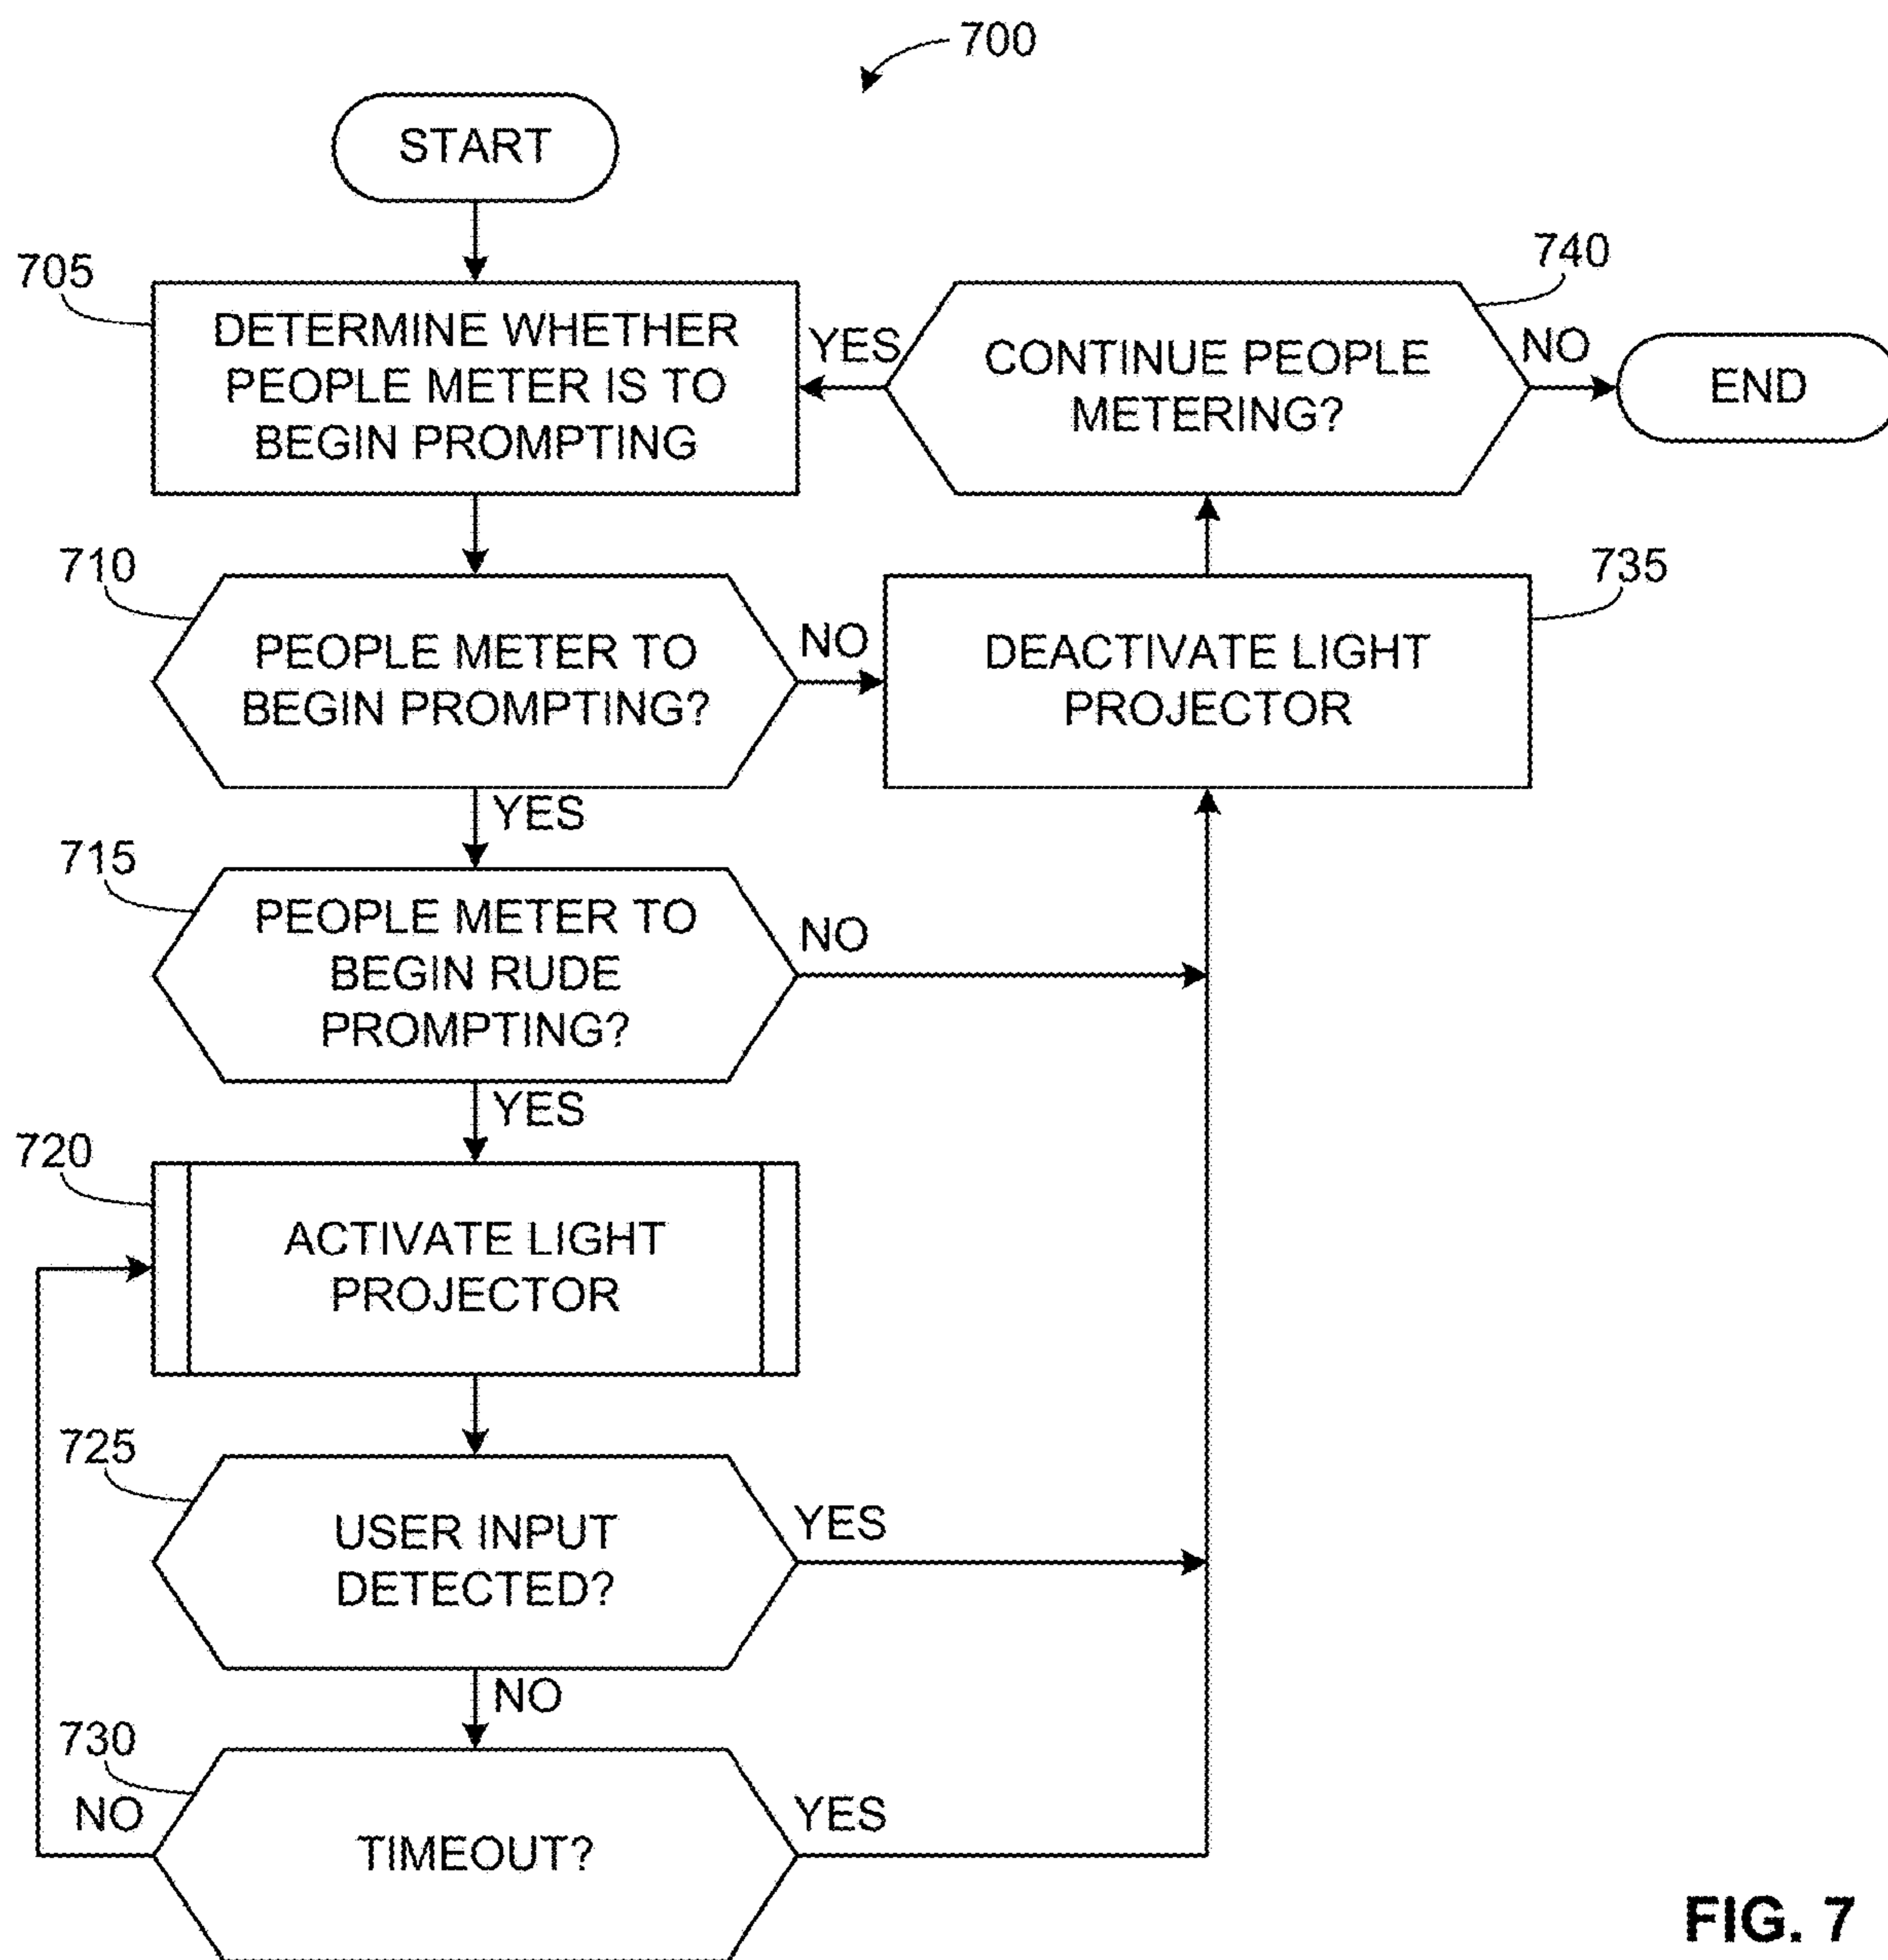 700
START
705
DETERMINE WHETHER
PEOPLE METER IS TO
BEGIN PROMPTING
YES
740
CONTINUE PEOPLE
METERING?
NO
END
710
PEOPLE METER TO
BEGIN PROMPTING?
NO
735
DEACTIVATE LIGHT
PROJECTOR
YES
715
PEOPLE METER TO
BEGIN RUDE
PROMPTING?
NO
YES
720
ACTIVATE LIGHT
PROJECTOR
725
USER INPUT
DETECTED?
YES
NO
730
NO
TIMEOUT?
YES
FIG. 7